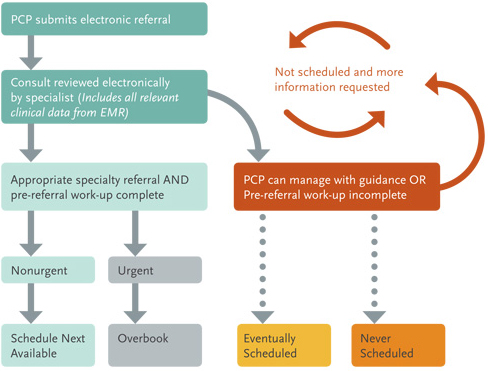 PCP submits electronic referral
Consult reviewed electronically
by specialist (Includes all relevant
clinical data from EMR)
Not scheduled and more
information requested
Appropriate specialty referral AND
pre-referral work-up complete
PCP can manage with guidance OR
Pre-referral work-up incomplete
Nonurgent
Urgent
Schedule Next
Available
Overbook
Eventually
Scheduled
Never
Scheduled